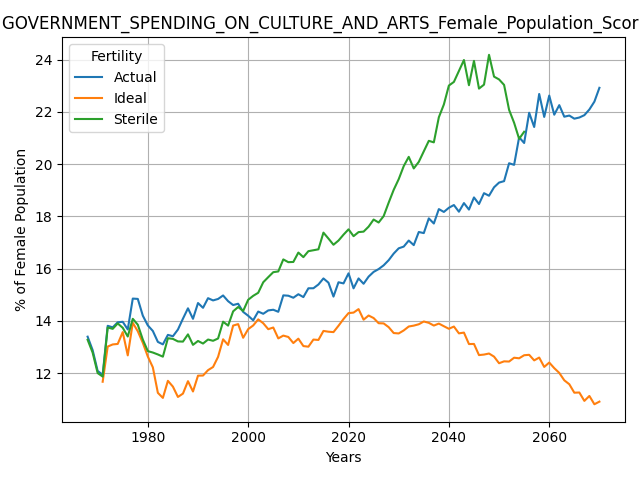 GOVERNMENT_SPENDING_ON_CULTURE_AND_ARTS_Female_Population_Scor
Fertility
Actual
Ideal
Sterile
24
22
20
18
16
14
12
% of Female Population
1980 2000 2020 2040 2060
Years